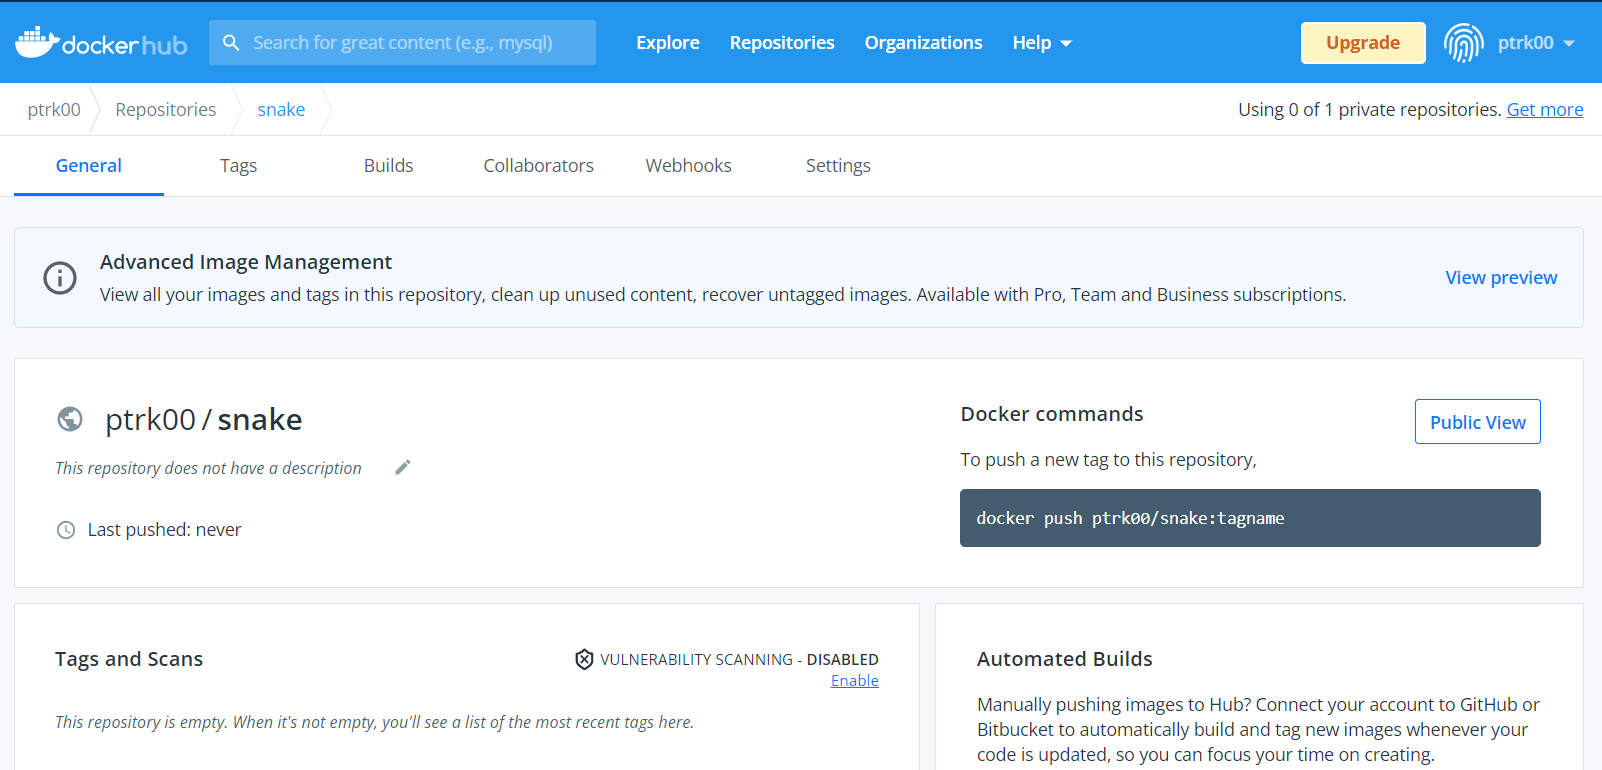 docker hub
Search for great content (e.g., mysql)
Explore
Repositories
Organizations
Help
Upgrade
ptrk00
ptrk00
Repositories
snake
Using 0 of 1 private repositories. Get more
General
Tags
Builds
Collaborators
Webhooks
Settings
Advanced Image Management
View all your images and tags in this repository, clean up unused content, recover untagged images. Available with Pro, Team and Business subscriptions.
View preview
ptrk00 / snake
This repository does not have a description
Last pushed: never
Docker commands
Public View
To push a new tag to this repository,
docker push ptrk00/snake:tagname
Tags and Scans
VULNERABILITY SCANNING - DISABLED
Enable
This repository is empty. When it's not empty, you'll see a list of the most recent tags here.
Automated Builds
Manually pushing images to Hub? Connect your account to GitHub or
Bitbucket to automatically build and tag new images whenever your
code is updated, so you can focus your time on creating.